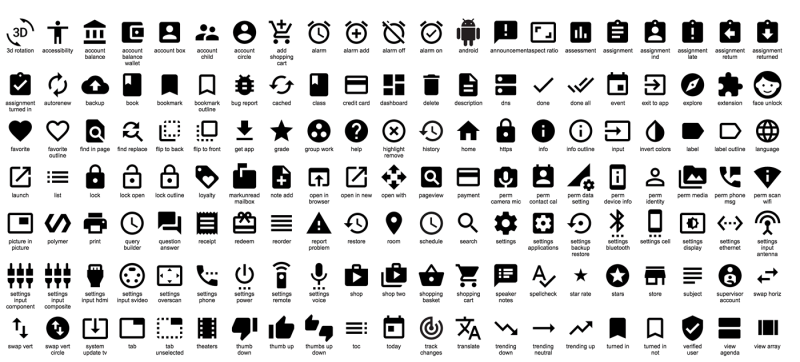 3D
3d rotation
accessibility
account
balance
account
balance
wallet
account box
account
child
account
circle
add
shopping
cart
alarm
alarm add
alarm off
alarm on
android
announcement
aspect ratio
assessment
assignment
assignment
ind
assignment
late
assignment
return
assignment
returned
assignment
turned in
autorenew
backup
book
bookmark
bookmark
outline
bug report
cached
class
credit card
dashboard
delete
description
dns
done
done all
event
exit to app
explore
extension
face unlock
favorite
favorite
outline
find in page
find replace
flip to back
flip to front
get app
grade
group work
help
highlight
remove
history
home
https
info
info outline
input
invert colors
label
label outline
language
launch
list
lock
lock open
lock outline
loyalty
markunread
mailbox
note add
open in
browser
open in new
open with
pageview
payment
perm
camera mic
perm
contact cal
perm data
setting
perm
device info
perm
identity
perm media
perm phone
msg
perm scan
wifi
picture in
picture
polymer
print
query
builder
question
answer
receipt
redeem
reorder
report
problem
restore
room
schedule
search
settings
settings
applications
settings
backup
restore
settings
bluetooth
settings cell
settings
display
settings
ethernet
settings
input
antenna
settings
input
component
settings
input
composite
settings
input hdmi
settings
input svideo
settings
overscan
settings
phone
settings
power
settings
remote
settings
voice
shop
shop two
shopping
basket
shopping
cart
speaker
notes
spellcheck
star rate
stars
store
subject
supervisor
account
swap horiz
swap vert
swap vert
circle
system
update tv
tab
tab
unselected
theaters
thumb
down
thumb up
thumbs up
down
toc
today
track
changes
translate
trending
down
trending
neutral
trending up
turned in
turned in
not
verified
user
view
agenda
view array